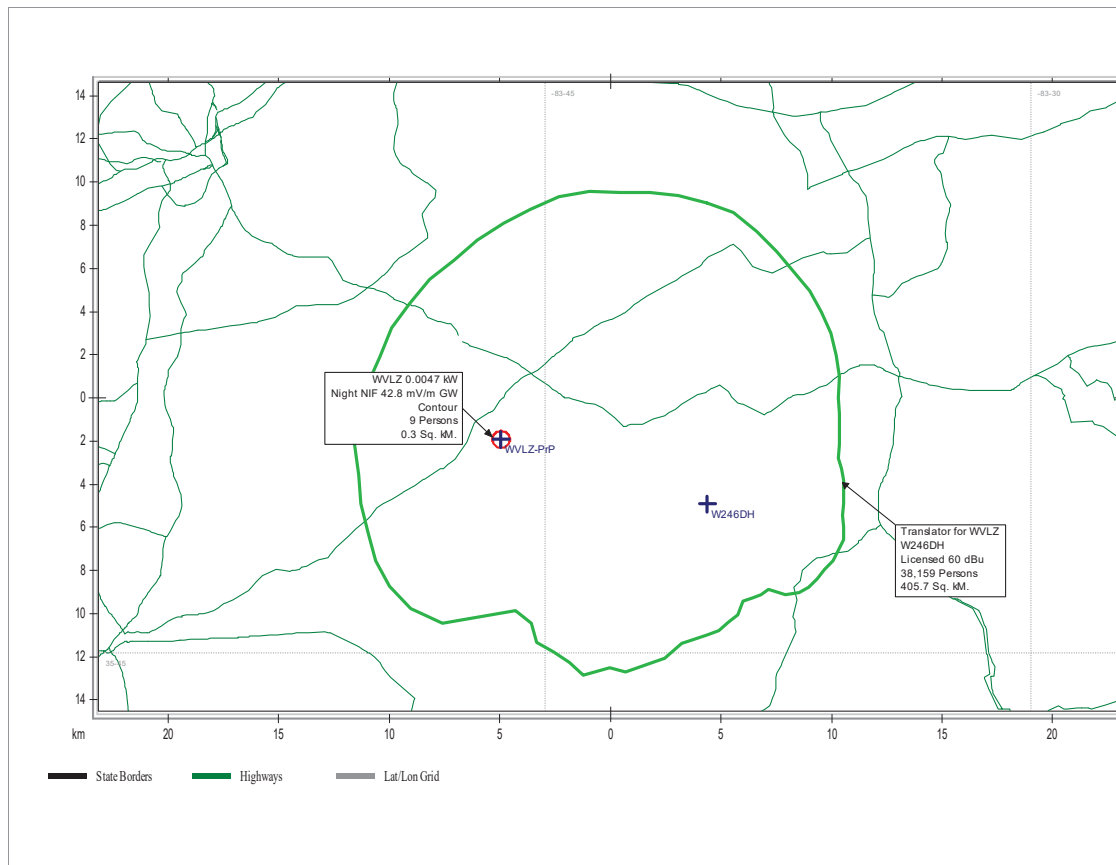 -83-45
-83-30
14
12
10
8
6
4
2
0
2
4
6
8
10
12
14
WVLZ 0.0047 kW
Night NIF 42.8 mV/m GW
Contour
9 Persons
0.3 Sq. kM.
WVLZ-PrP
W246DH
Translator for WVLZ
W246DH
Licensed 60 dBu
38,159 Persons
405.7 Sq. kM.
35-45
km
20
15
10
5
0
5
10
15
20
State Borders
Highways
Lat/Lon Grid